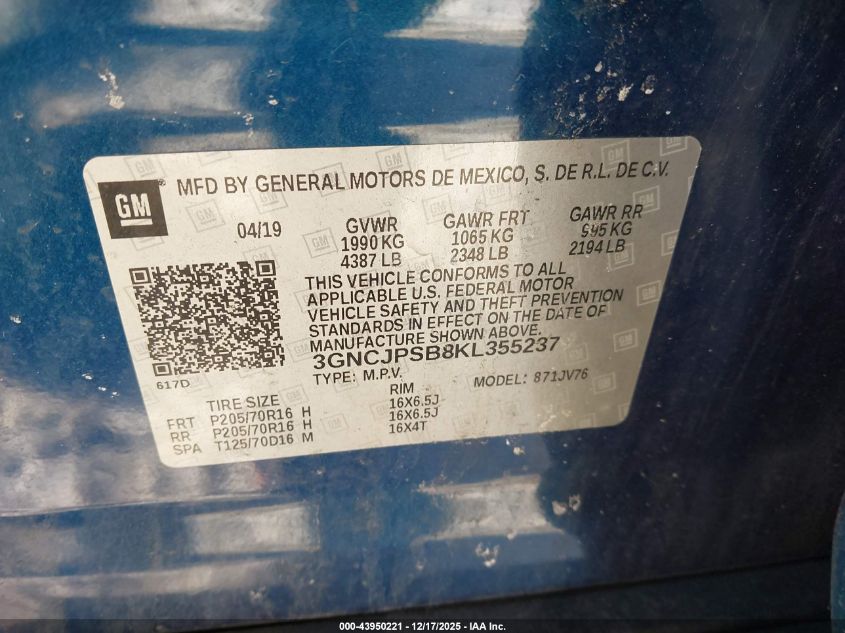 GM MFD BY GENERAL MOTORS DE MEXICO, S. DE R.L. DE C.V.
04/19 GVWR GAWR FRT GAWR RR
1990 KG 1065 KG 995 KG
4387 LB 2348 LB 2194 LB
THIS VEHICLE CONFORMS TO ALL
APPLICABLE U.S. FEDERAL MOTOR
VEHICLE SAFETY AND THEFT PREVENTION
STANDARDS IN EFFECT ON THE DATE OF
MANUFACTURE SHOWN ABOVE.
3GNCJPSB8KL355237
617D TYPE: M.P.V. MODEL: 871JV76
TIRE SIZE RIM
FRT P205/70R16 H 16X6.5J
RR P205/70R16 H 16X6.5J
SPA T125/70D16 M 16X4T
000-43950221 - 12/17/2025 - IAA Inc.